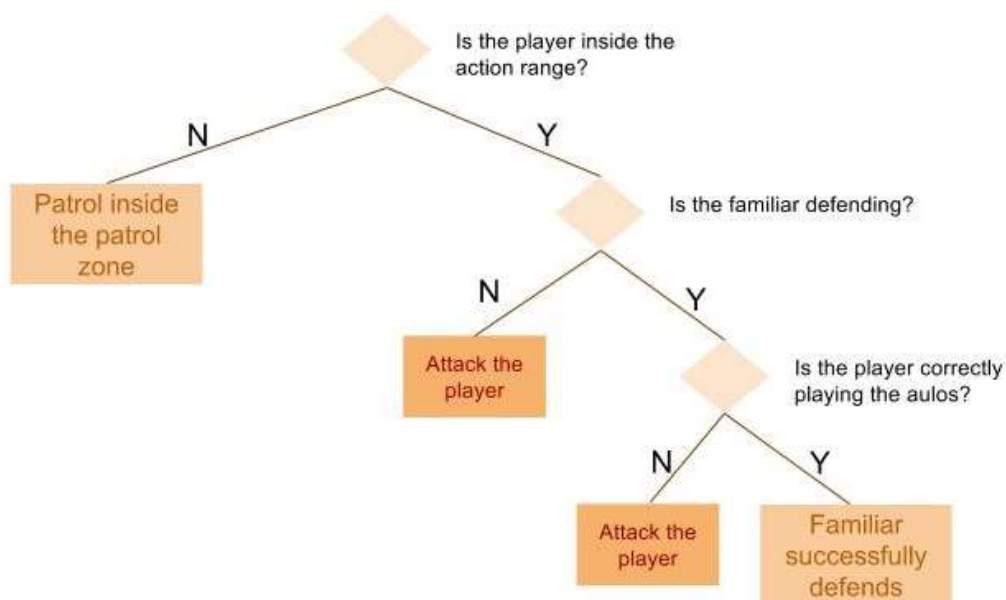 Is the player inside the
action range?
N
Y
Patrol inside
the patrol
zone
Is the familiar defending?
N
Y
Attack the
player
Is the player correctly
playing the aulos?
N
Y
Attack the
player
Familiar
successfully
defends